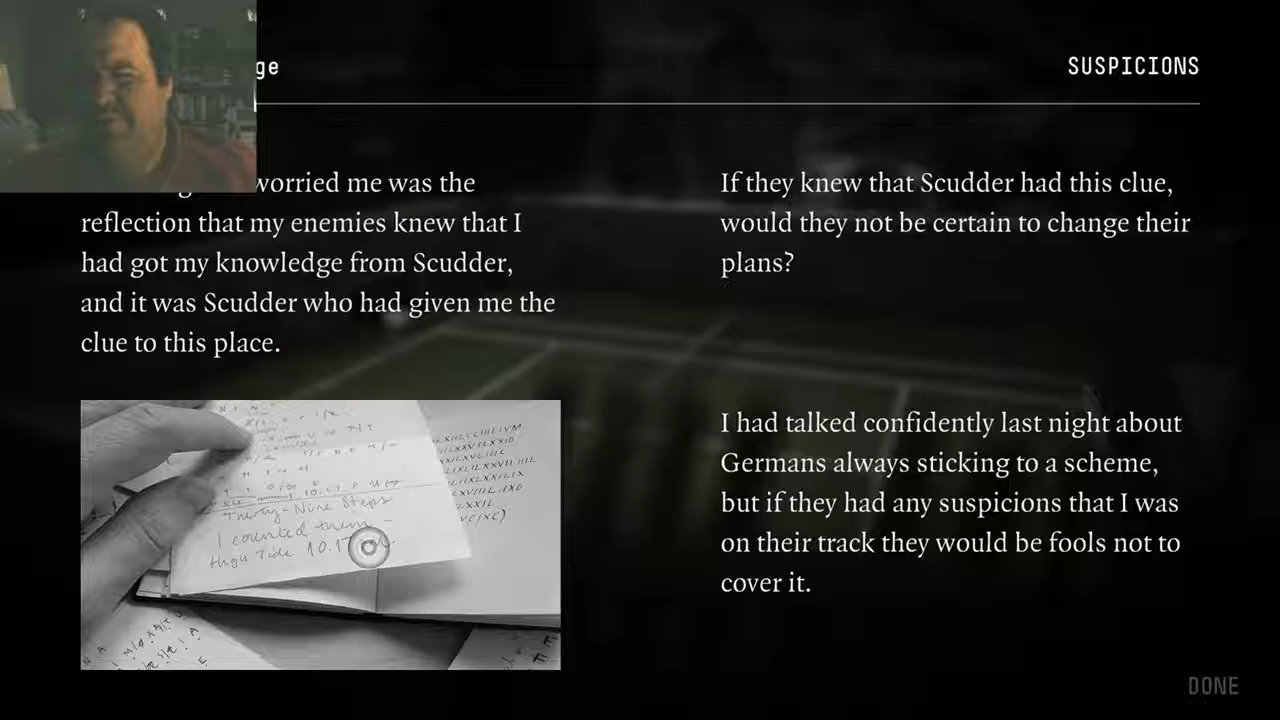 ge
SUSPICIONS
worried me was the
reflection that my enemies knew that I
had got my knowledge from Scudder,
and it was Scudder who had given me the
clue to this place.
Thirty-Nine Steps
I counted them
10.17
If they knew that Scudder had this clue,
would they not be certain to change their
plans?
I had talked confidently last night about
Germans always sticking to a scheme,
but if they had any suspicions that I was
on their track they would be fools not to
cover it.
DONE